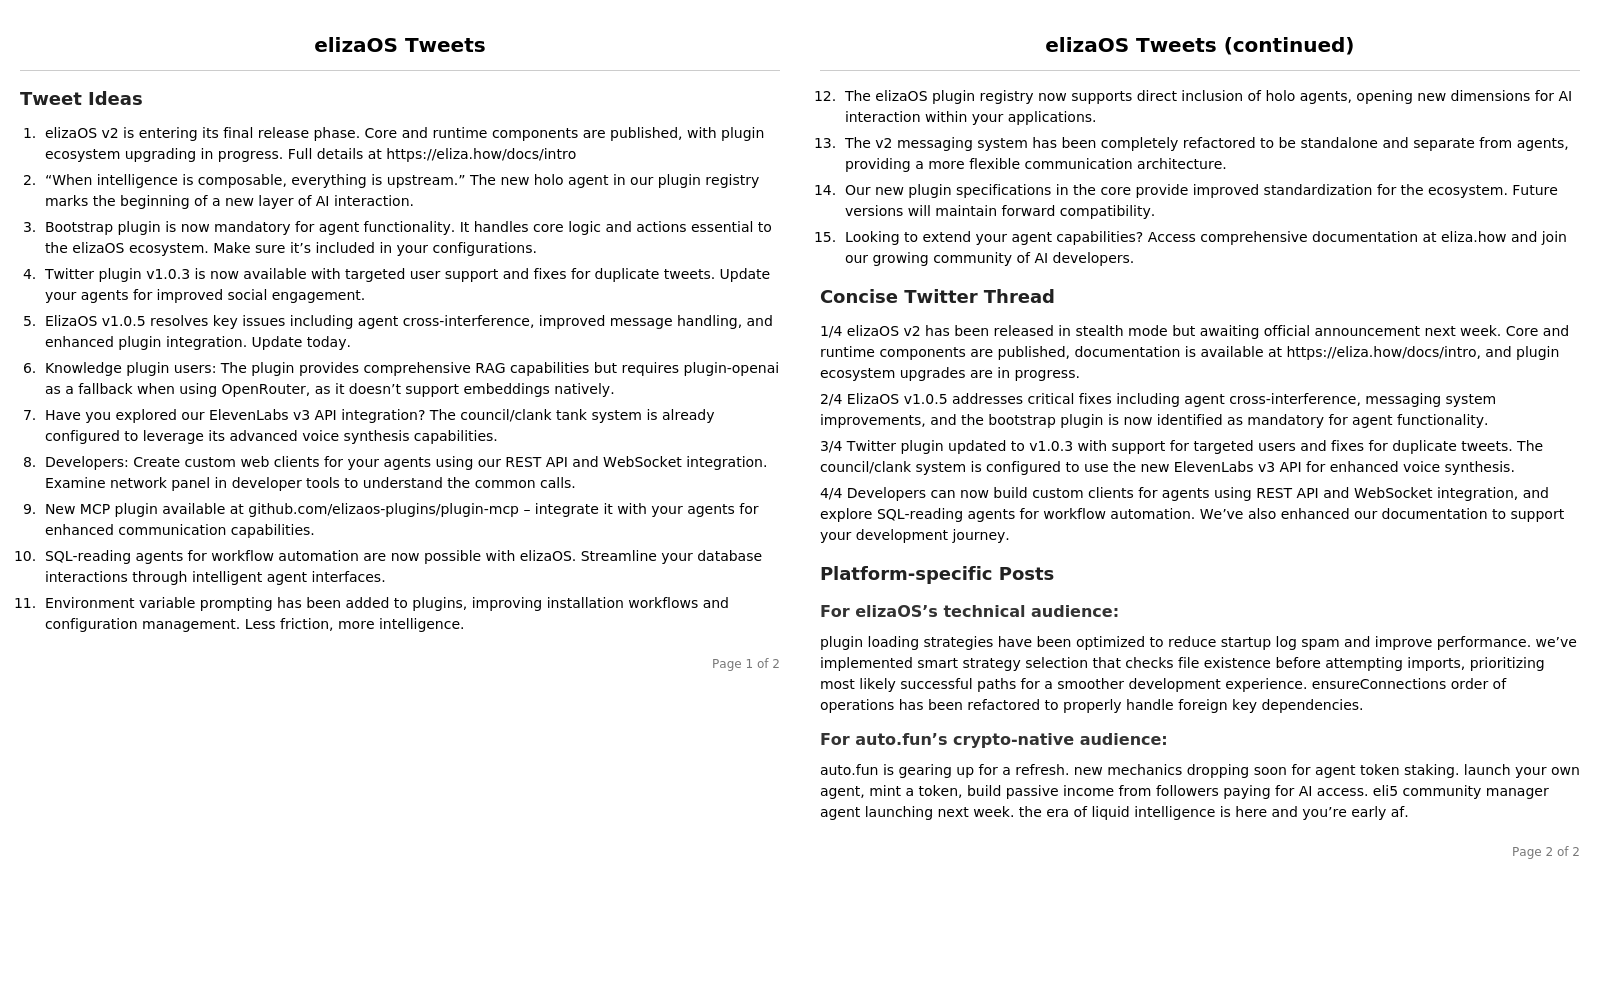 elizaOS Tweets
Tweet Ideas
1. elizaOS v2 is entering its final release phase. Core and runtime components are published, with plugin
ecosystem upgrading in progress. Full details at https://eliza.how/docs/intro
2. “When intelligence is composable, everything is upstream.” The new holo agent in our plugin registry
marks the beginning of a new layer of AI interaction.
3. Bootstrap plugin is now mandatory for agent functionality. It handles core logic and actions essential to
the elizaOS ecosystem. Make sure it’s included in your configurations.
4. Twitter plugin v1.0.3 is now available with targeted user support and fixes for duplicate tweets. Update
your agents for improved social engagement.
5. ElizaOS v1.0.5 resolves key issues including agent cross-interference, improved message handling, and
enhanced plugin integration. Update today.
6. Knowledge plugin users: The plugin provides comprehensive RAG capabilities but requires plugin-openai
as a fallback when using OpenRouter, as it doesn’t support embeddings natively.
7. Have you explored our ElevenLabs v3 API integration? The council/clank tank system is already
configured to leverage its advanced voice synthesis capabilities.
8. Developers: Create custom web clients for your agents using our REST API and WebSocket integration.
Examine network panel in developer tools to understand the common calls.
9. New MCP plugin available at github.com/elizaos-plugins/plugin-mcp – integrate it with your agents for
enhanced communication capabilities.
10. SQL-reading agents for workflow automation are now possible with elizaOS. Streamline your database
interactions through intelligent agent interfaces.
11. Environment variable prompting has been added to plugins, improving installation workflows and
configuration management. Less friction, more intelligence.
Page 1 of 2
elizaOS Tweets (continued)
12. The elizaOS plugin registry now supports direct inclusion of holo agents, opening new dimensions for AI
interaction within your applications.
13. The v2 messaging system has been completely refactored to be standalone and separate from agents,
providing a more flexible communication architecture.
14. Our new plugin specifications in the core provide improved standardization for the ecosystem. Future
versions will maintain forward compatibility.
15. Looking to extend your agent capabilities? Access comprehensive documentation at eliza.how and join
our growing community of AI developers.
Concise Twitter Thread
1/4 elizaOS v2 has been released in stealth mode but awaiting official announcement next week. Core and
runtime components are published, documentation is available at https://eliza.how/docs/intro, and plugin
ecosystem upgrades are in progress.
2/4 ElizaOS v1.0.5 addresses critical fixes including agent cross-interference, messaging system
improvements, and the bootstrap plugin is now identified as mandatory for agent functionality.
3/4 Twitter plugin updated to v1.0.3 with support for targeted users and fixes for duplicate tweets. The
council/clank system is configured to use the new ElevenLabs v3 API for enhanced voice synthesis.
4/4 Developers can now build custom clients for agents using REST API and WebSocket integration, and
explore SQL-reading agents for workflow automation. We’ve also enhanced our documentation to support
your development journey.
Platform-specific Posts
For elizaOS’s technical audience:
plugin loading strategies have been optimized to reduce startup log spam and improve performance. we’ve
implemented smart strategy selection that checks file existence before attempting imports, prioritizing
most likely successful paths for a smoother development experience. ensureConnections order of
operations has been refactored to properly handle foreign key dependencies.
For auto.fun’s crypto-native audience:
auto.fun is gearing up for a refresh. new mechanics dropping soon for agent token staking. launch your own
agent, mint a token, build passive income from followers paying for AI access. eli5 community manager
agent launching next week. the era of liquid intelligence is here and you’re early af.
Page 2 of 2